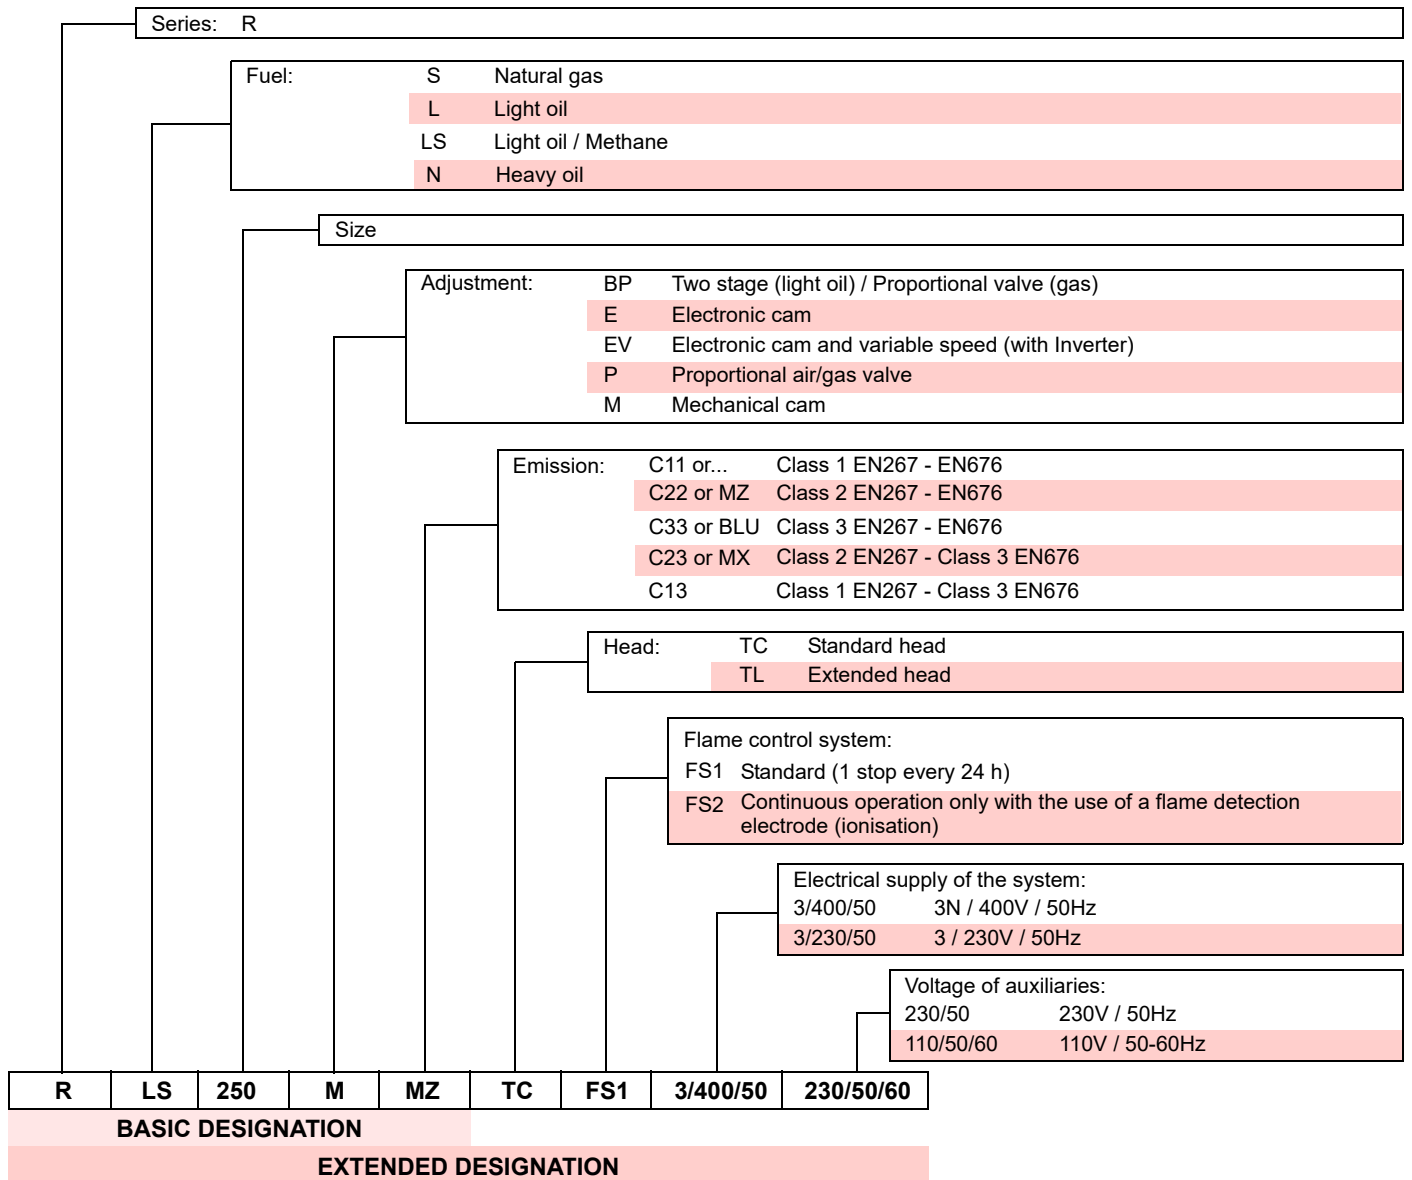 Series: R
Fuel: S Natural gas
L Light oil
LS Light oil / Methane
N Heavy oil
Size
Adjustment: BP Two stage (light oil) / Proportional valve (gas)
E Electronic cam
EV Electronic cam and variable speed (with Inverter)
P Proportional air/gas valve
M Mechanical cam
Emission: C11 or... Class 1 EN267 - EN676
C22 or MZ Class 2 EN267 - EN676
C33 or BLU Class 3 EN267 - EN676
C23 or MX Class 2 EN267 - Class 3 EN676
C13 Class 1 EN267 - Class 3 EN676
Head: TC Standard head
TL Extended head
Flame control system:
FS1 Standard (1 stop every 24 h)
FS2 Continuous operation only with the use of a flame detection
electrode (ionisation)
Electrical supply of the system:
3/400/50 3N / 400V / 50Hz
3/230/50 3 / 230V / 50Hz
Voltage of auxiliaries:
230/50 230V / 50Hz
110/50/60 110V / 50-60Hz
R LS 250 M MZ TC FS1 3/400/50 230/50/60
BASIC DESIGNATION
EXTENDED DESIGNATION